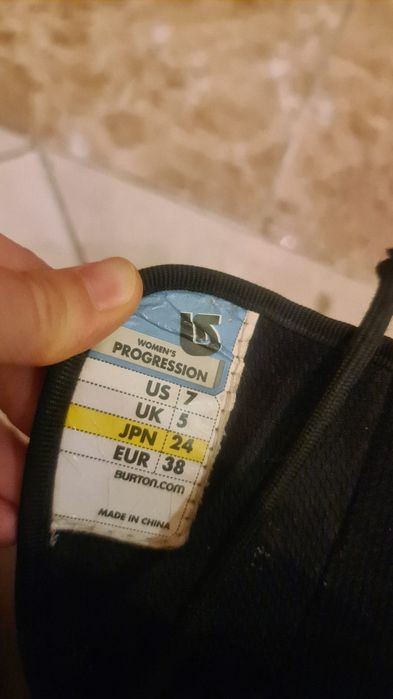 WOMEN'S
PROGRESSION
US 7
UK 5
JPN 24
EUR 38
BURTON.COM
MADE IN CHINA